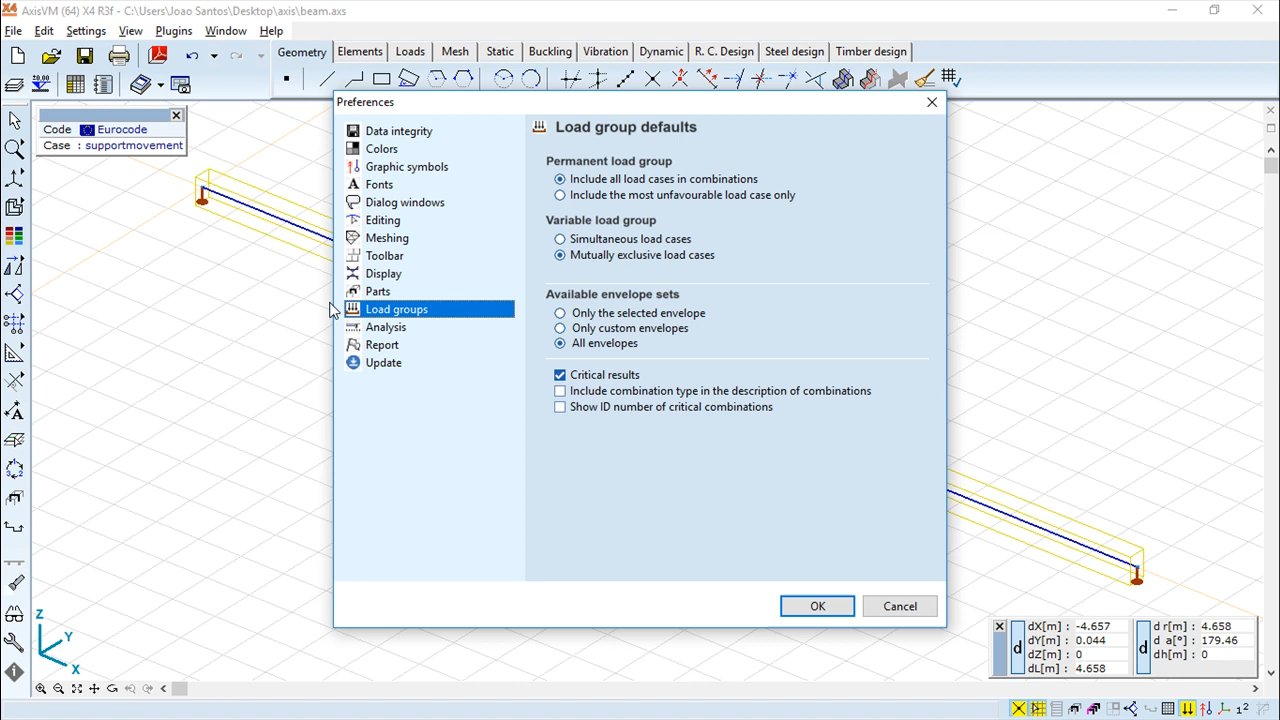 AxisVM (64) X4 R3f - C:\Users\Joao Santos\Desktop\axis\beam.axs
File Edit Settings View Plugins Window Help
Geometry Elements Loads Mesh Static Buckling Vibration Dynamic R. C. Design Steel design Timber design
Code Eurocode
Case : supportmovement
Preferences
Data integrity
Colors
Graphic symbols
Fonts
Dialog windows
Editing
Meshing
Toolbar
Display
Parts
Load groups
Analysis
Report
Update
Load group defaults
Permanent load group
Include all load cases in combinations
Include the most unfavourable load case only
Variable load group
Simultaneous load cases
Mutually exclusive load cases
Available envelope sets
Only the selected envelope
Only custom envelopes
All envelopes
Critical results
Include combination type in the description of combinations
Show ID number of critical combinations
OK Cancel
Z
Y
X
d
dX[m] : -4.657
dY[m] : 0.044
dZ[m] : 0
dL[m] : 4.658
d
d r[m] : 4.658
d a[°] : 179.46
dh[m] : 0